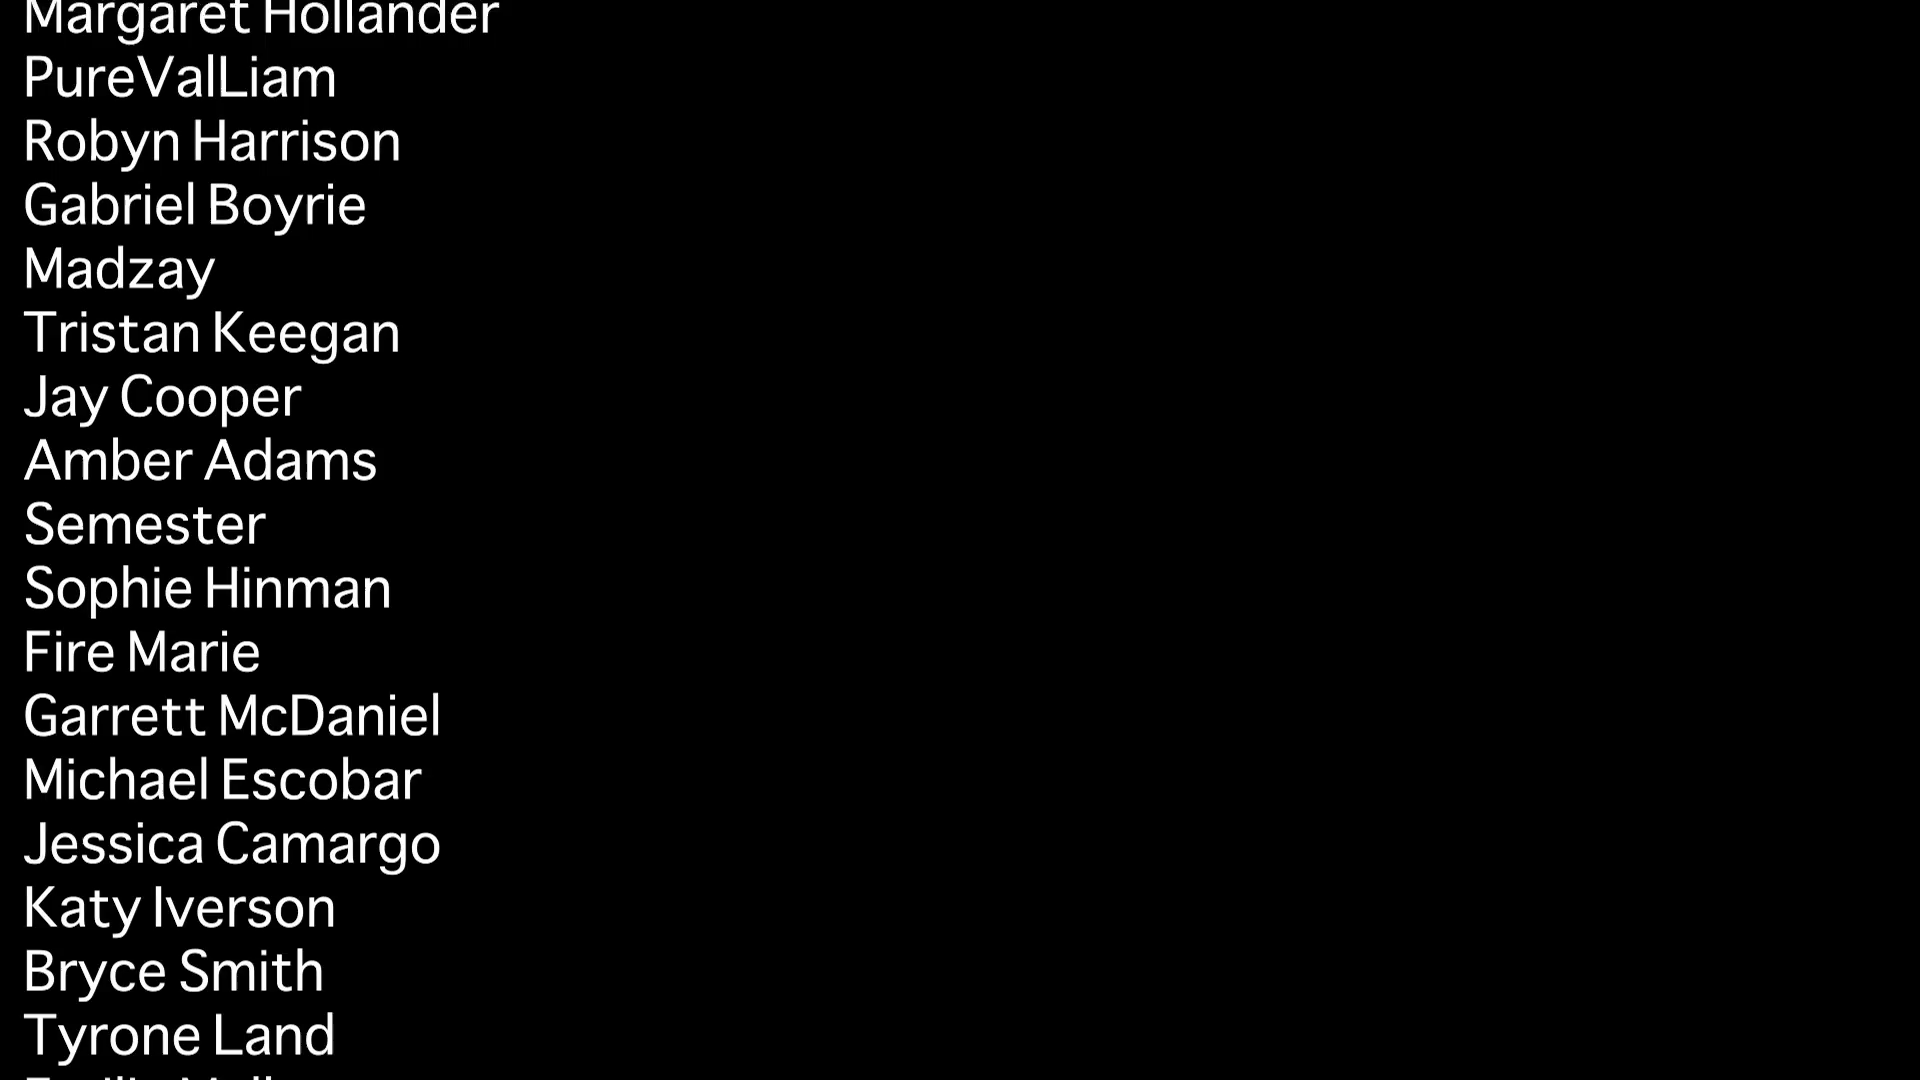 Margaret Hollander
PureValLiam
Robyn Harrison
Gabriel Boyrie
Madzay
Tristan Keegan
Jay Cooper
Amber Adams
Semester
Sophie Hinman
Fire Marie
Garrett McDaniel
Michael Escobar
Jessica Camargo
Katy Iverson
Bryce Smith
Tyrone Land